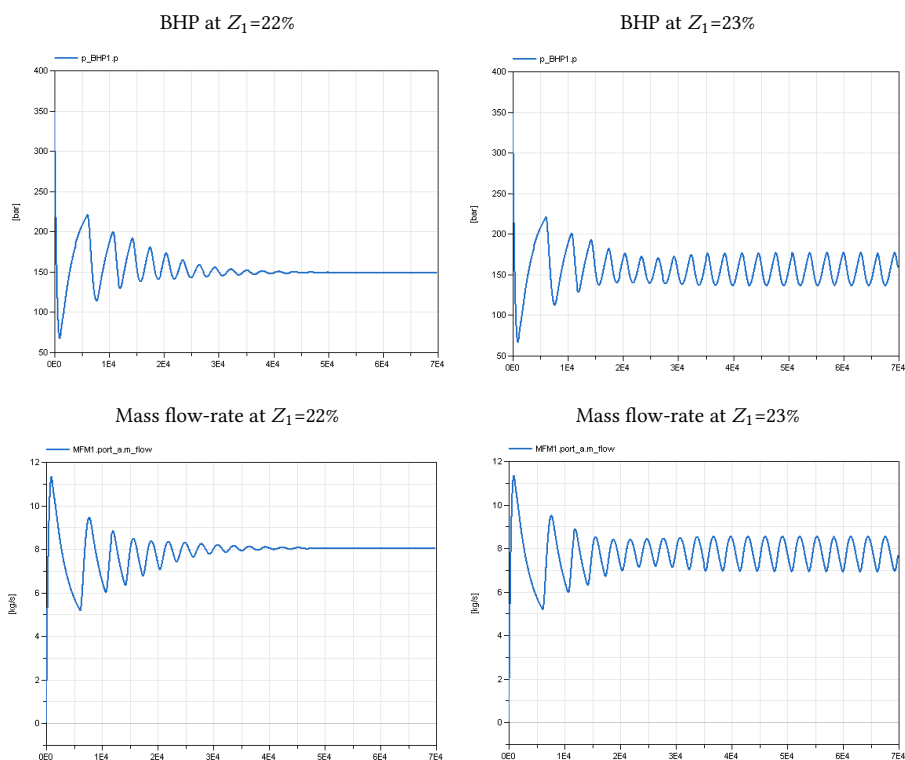 BHP at Z₁=22%
p_BHP1.p
400
350
300
250
200
150
100
50
[bar]
0E0 1E4 2E4 3E4 4E4 5E4 6E4 7E4
BHP at Z₁=23%
p_BHP1.p
400
350
300
250
200
150
100
50
[bar]
0E0 1E4 2E4 3E4 4E4 5E4 6E4 7E4
Mass flow-rate at Z₁=22%
MFM1.port_a.m_flow
12
10
8
6
4
2
0
[kg/s]
0E0 1E4 2E4 3E4 4E4 5E4 6E4 7E4
Mass flow-rate at Z₁=23%
MFM1.port_a.m_flow
12
10
8
6
4
2
0
[kg/s]
0E0 1E4 2E4 3E4 4E4 5E4 6E4 7E4